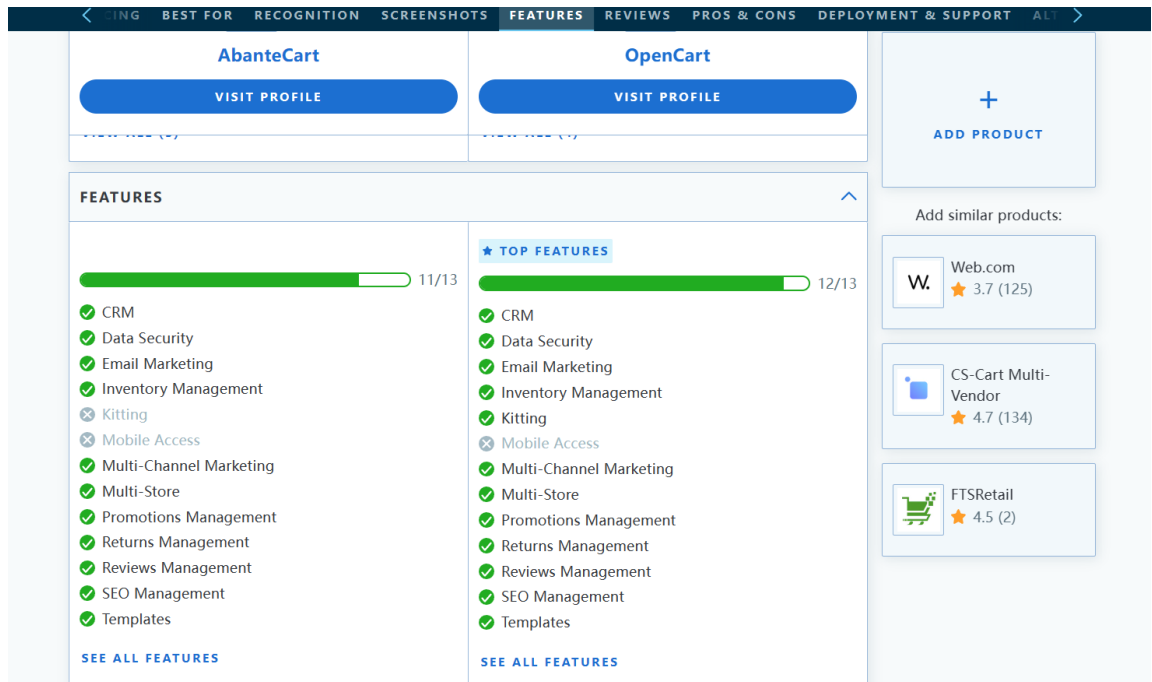 BEST FOR RECOGNITION SCREENSHOTS FEATURES REVIEWS PROS & CONS DEPLOYMENT & SUPPORT
AbanteCart
VISIT PROFILE
OpenCart
VISIT PROFILE
FEATURES
11/13
CRM
Data Security
Email Marketing
Inventory Management
Kitting
Mobile Access
Multi-Channel Marketing
Multi-Store
Promotions Management
Returns Management
Reviews Management
SEO Management
Templates
SEE ALL FEATURES
TOP FEATURES
12/13
CRM
Data Security
Email Marketing
Inventory Management
Kitting
Mobile Access
Multi-Channel Marketing
Multi-Store
Promotions Management
Returns Management
Reviews Management
SEO Management
Templates
SEE ALL FEATURES
+
ADD PRODUCT
Add similar products:
W.
Web.com
3.7 (125)
CS-Cart Multi-
Vendor
4.7 (134)
FTSRetail
4.5 (2)